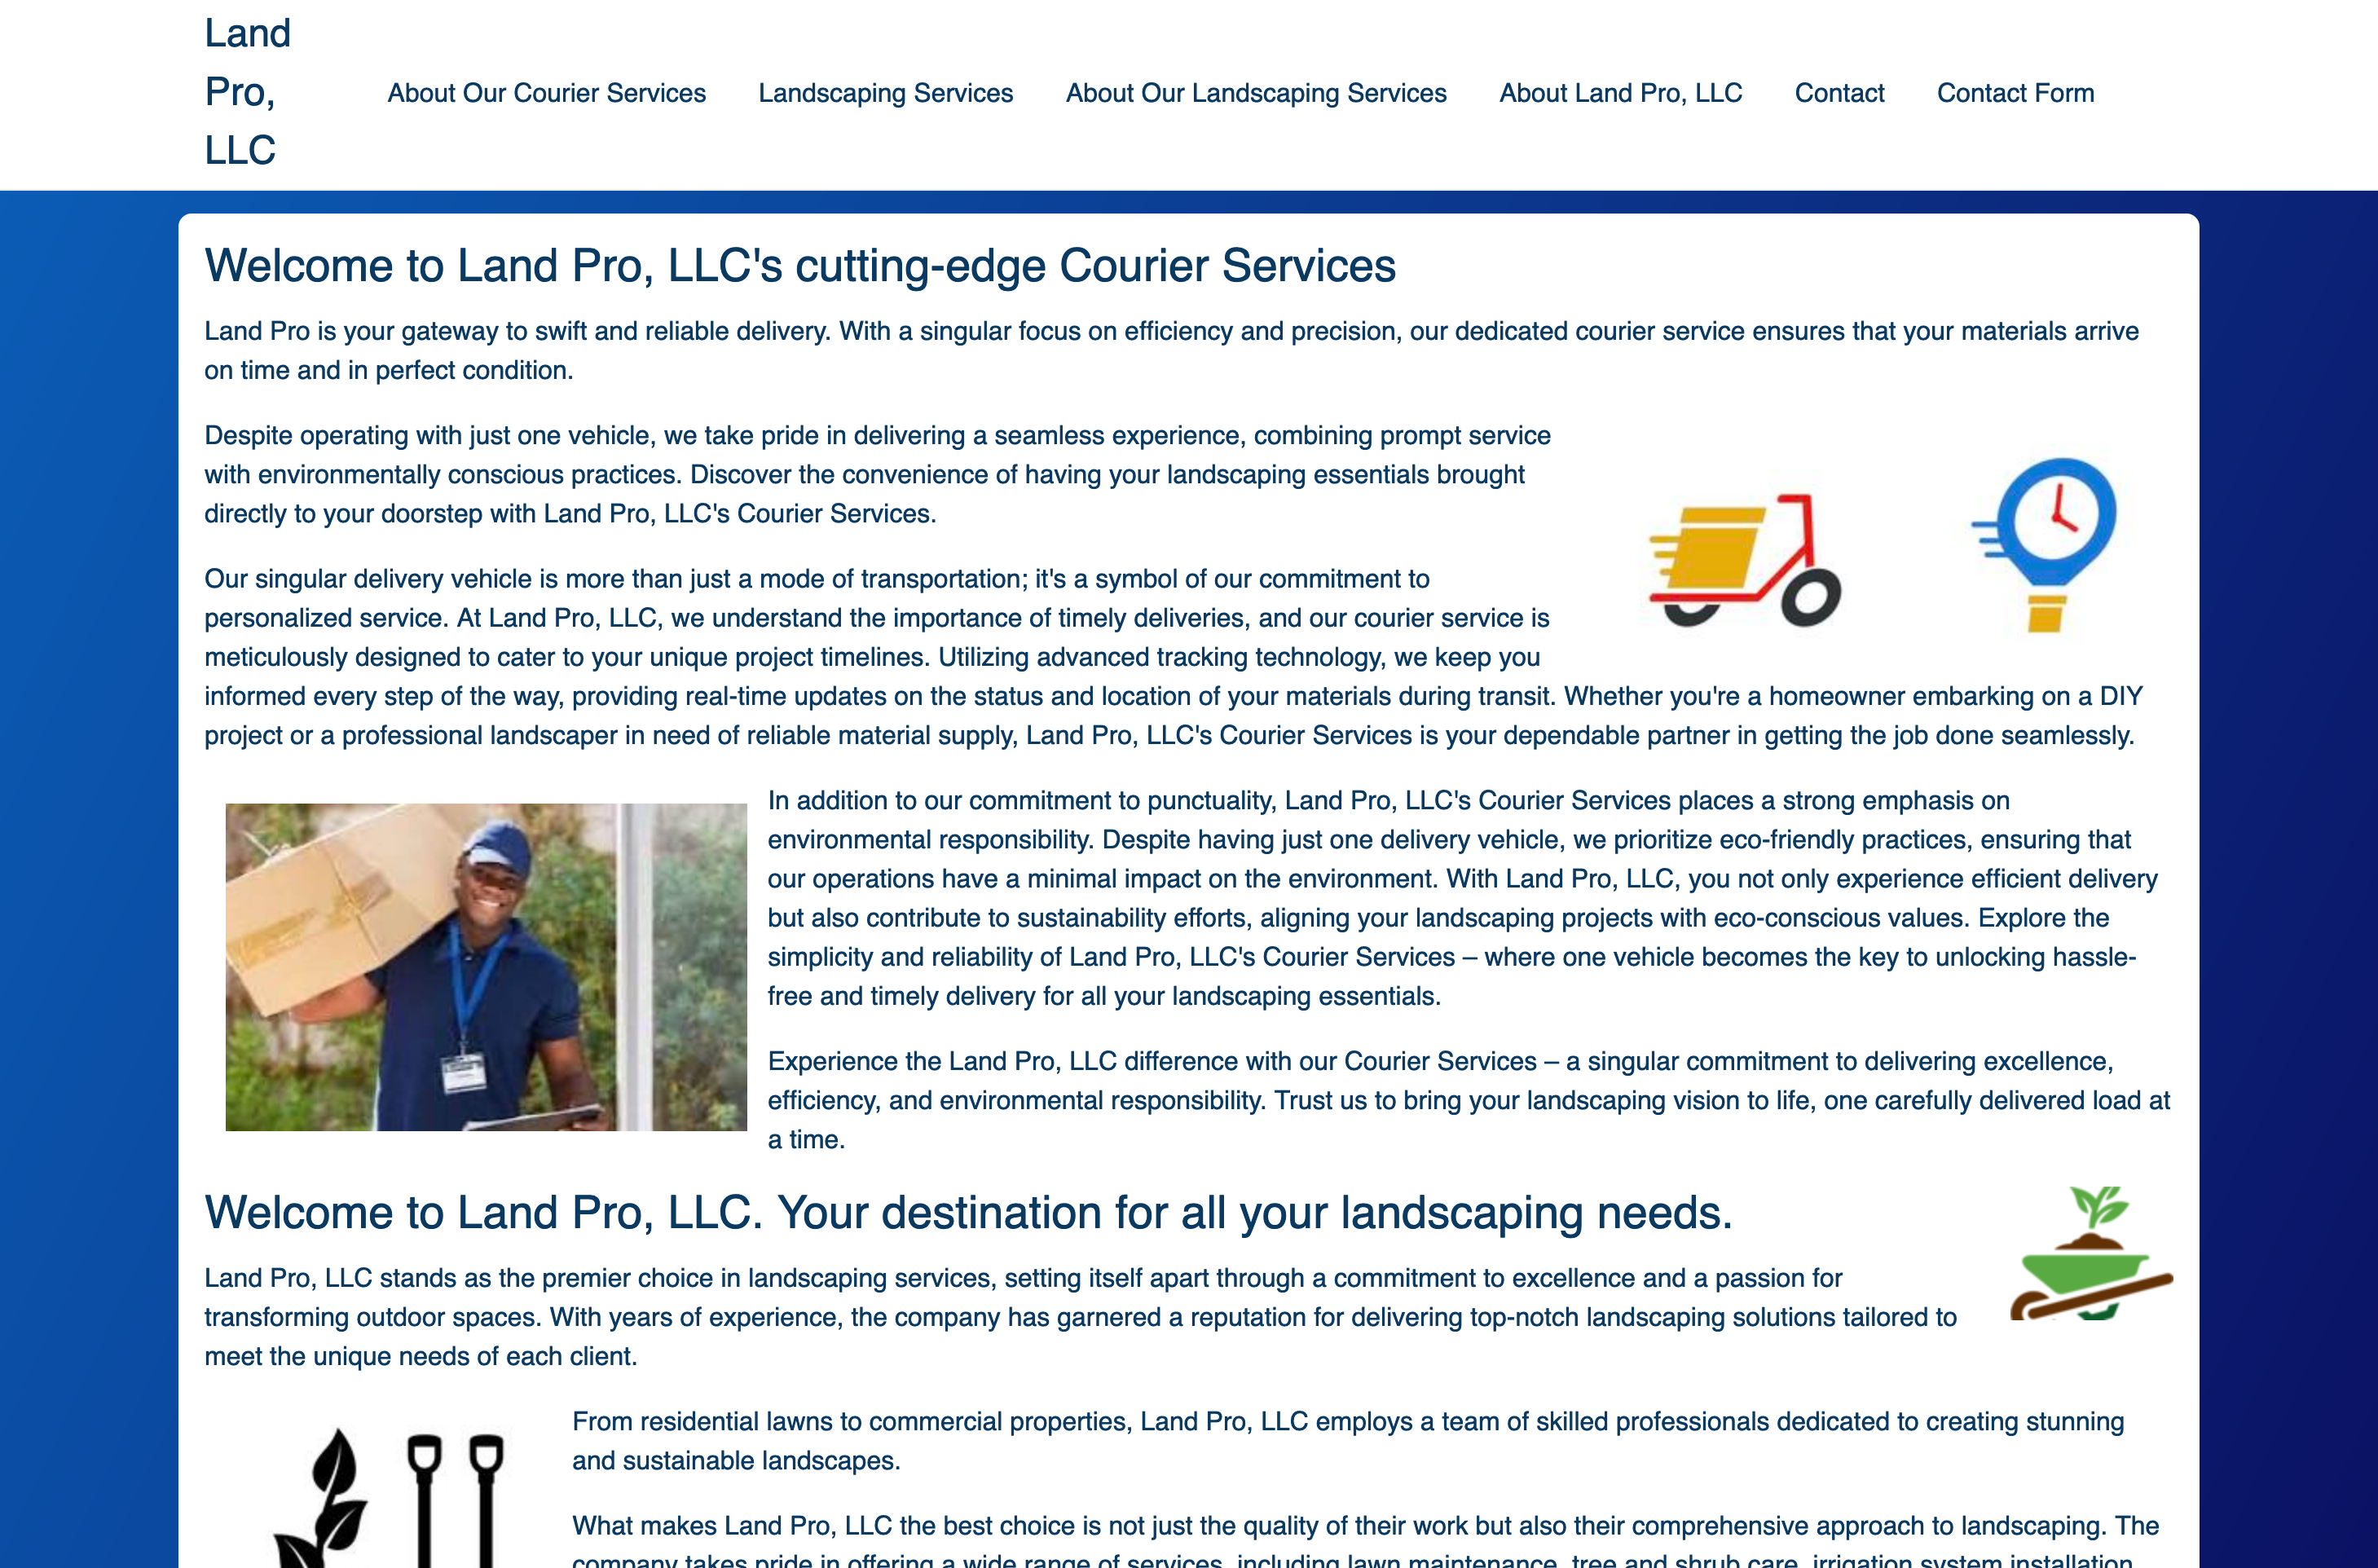 Land
Pro,
LLC
About Our Courier Services
Landscaping Services
About Our Landscaping Services
About Land Pro, LLC
Contact
Contact Form
Welcome to Land Pro, LLC's cutting-edge Courier Services
Land Pro is your gateway to swift and reliable delivery. With a singular focus on efficiency and precision, our dedicated courier service ensures that your materials arrive
on time and in perfect condition.
Despite operating with just one vehicle, we take pride in delivering a seamless experience, combining prompt service
with environmentally conscious practices. Discover the convenience of having your landscaping essentials brought
directly to your doorstep with Land Pro, LLC's Courier Services.
Our singular delivery vehicle is more than just a mode of transportation; it's a symbol of our commitment to
personalized service. At Land Pro, LLC, we understand the importance of timely deliveries, and our courier service is
meticulously designed to cater to your unique project timelines. Utilizing advanced tracking technology, we keep you
informed every step of the way, providing real-time updates on the status and location of your materials during transit. Whether you're a homeowner embarking on a DIY
project or a professional landscaper in need of reliable material supply, Land Pro, LLC's Courier Services is your dependable partner in getting the job done seamlessly.
In addition to our commitment to punctuality, Land Pro, LLC's Courier Services places a strong emphasis on
environmental responsibility. Despite having just one delivery vehicle, we prioritize eco-friendly practices, ensuring that
our operations have a minimal impact on the environment. With Land Pro, LLC, you not only experience efficient delivery
but also contribute to sustainability efforts, aligning your landscaping projects with eco-conscious values. Explore the
simplicity and reliability of Land Pro, LLC's Courier Services – where one vehicle becomes the key to unlocking hassle-
free and timely delivery for all your landscaping essentials.
Experience the Land Pro, LLC difference with our Courier Services – a singular commitment to delivering excellence,
efficiency, and environmental responsibility. Trust us to bring your landscaping vision to life, one carefully delivered load at
a time.
Welcome to Land Pro, LLC. Your destination for all your landscaping needs.
Land Pro, LLC stands as the premier choice in landscaping services, setting itself apart through a commitment to excellence and a passion for
transforming outdoor spaces. With years of experience, the company has garnered a reputation for delivering top-notch landscaping solutions tailored to
meet the unique needs of each client.
From residential lawns to commercial properties, Land Pro, LLC employs a team of skilled professionals dedicated to creating stunning
and sustainable landscapes.
What makes Land Pro, LLC the best choice is not just the quality of their work but also their comprehensive approach to landscaping. The
company takes pride in offering a wide range of services, including lawn maintenance, tree and shrub care, irrigation system installation,